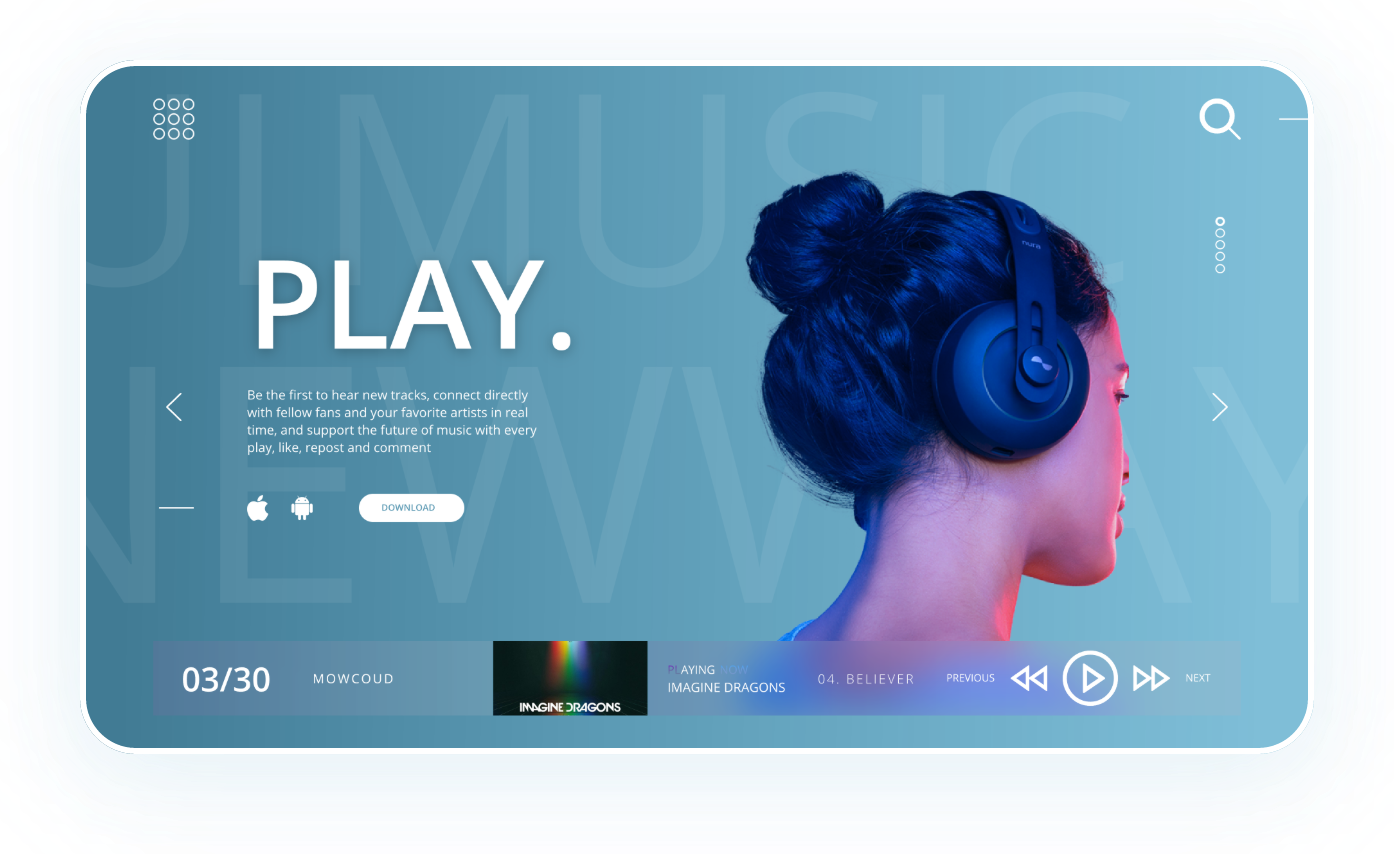 UIMUSIC
nura
PLAY.
Be the first to hear new tracks, connect directly
with fellow fans and your favorite artists in real
time, and support the future of music with every
play, like, repost and comment
NEWWAY
DOWNLOAD
03/30
MOWCOUD
IMAGINE DRAGONS
PLAYING NOW
IMAGINE DRAGONS
04. BELIEVER
PREVIOUS
NEXT